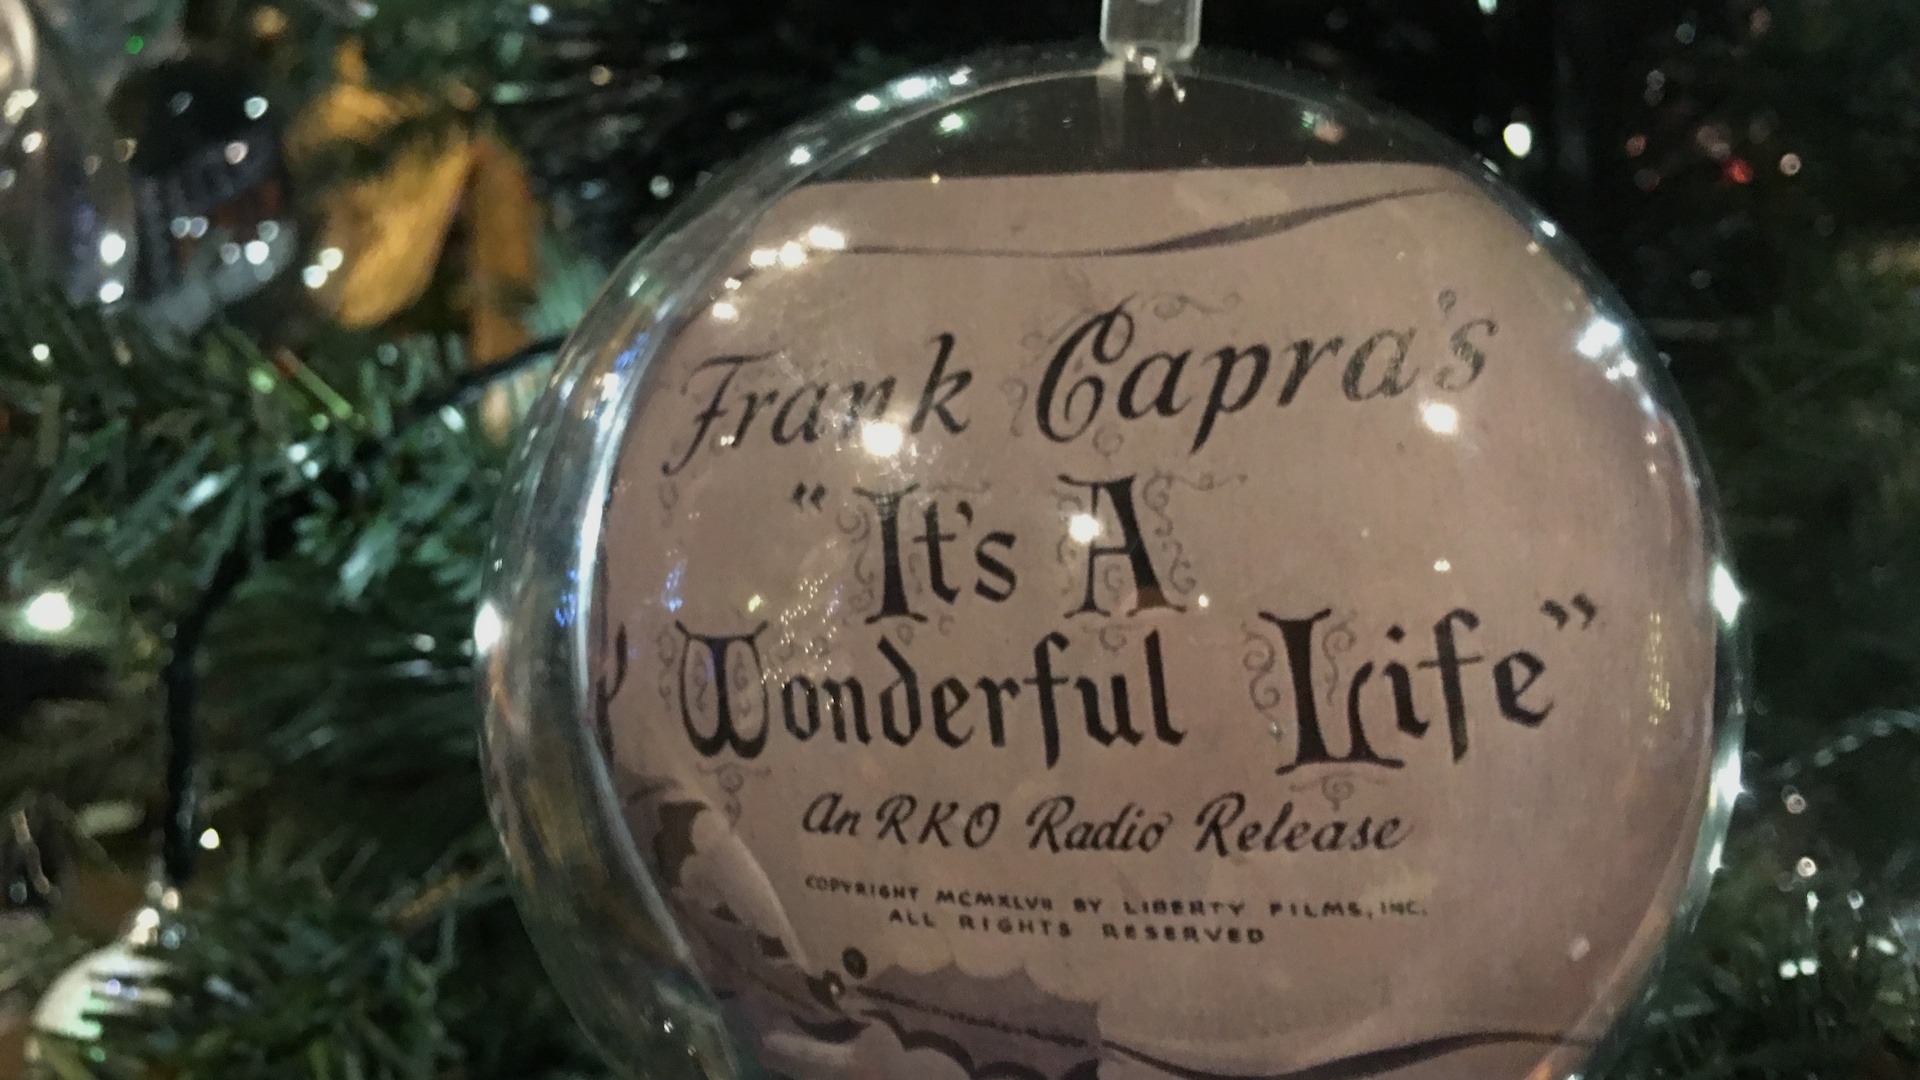 Frank Capra's
"It's A
Wonderful Life"
An RKO Radio Release
COPYRIGHT MCMXLVII BY LIBERTY FILMS, INC.
ALL RIGHTS RESERVED